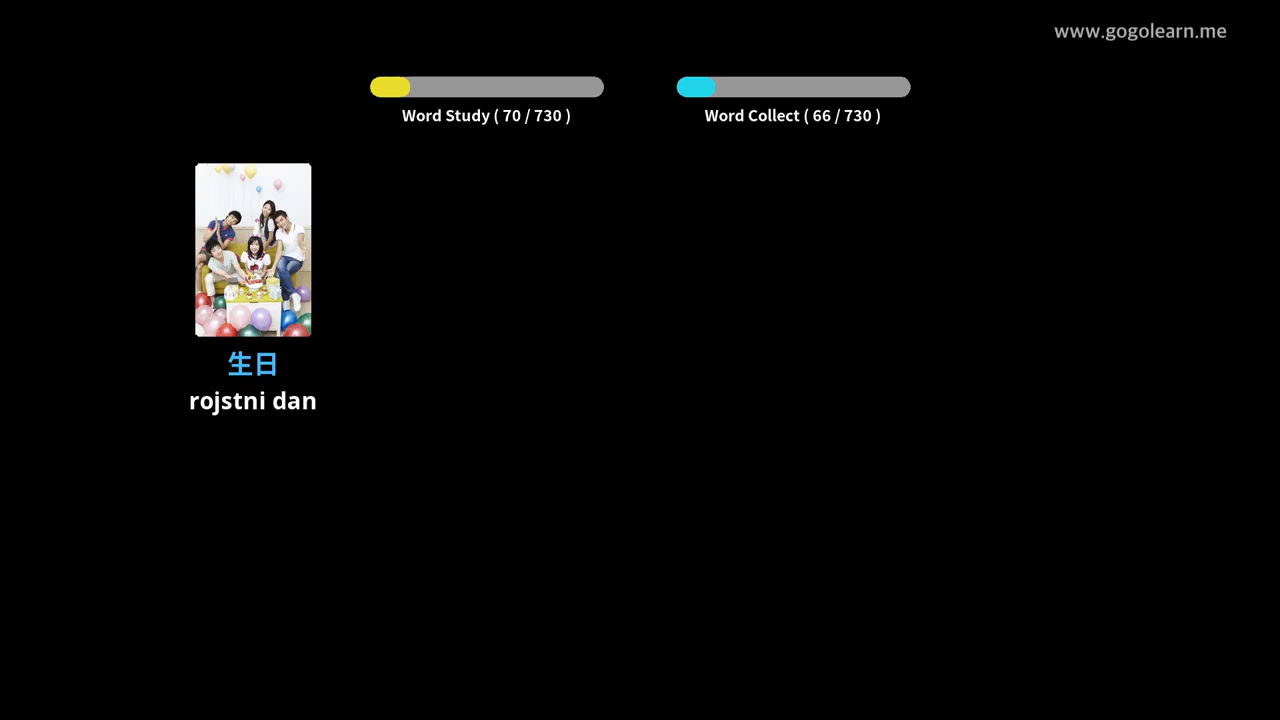 www.gogolearn.me
Word Study ( 70 / 730 )
Word Collect ( 66 / 730 )
生日
rojstni dan